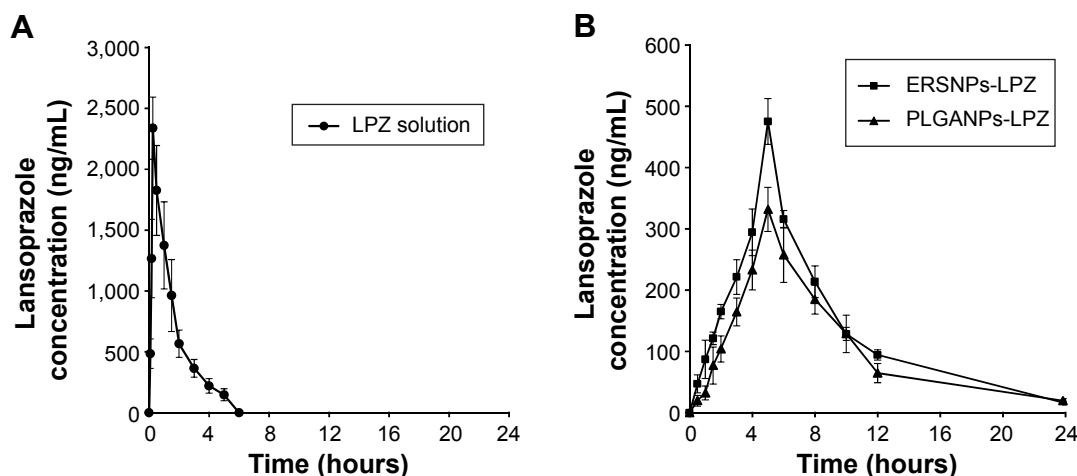 A
Lansoprazole
concentration (ng/mL)
3,000
2,500
2,000
1,500
1,000
500
0
LPZ solution
0 4 8 12 16 20 24
Time (hours)
B
Lansoprazole
concentration (ng/mL)
600
500
400
300
200
100
0
ERSNPs-LPZ
PLGANPs-LPZ
0 4 8 12 16 20 24
Time (hours)